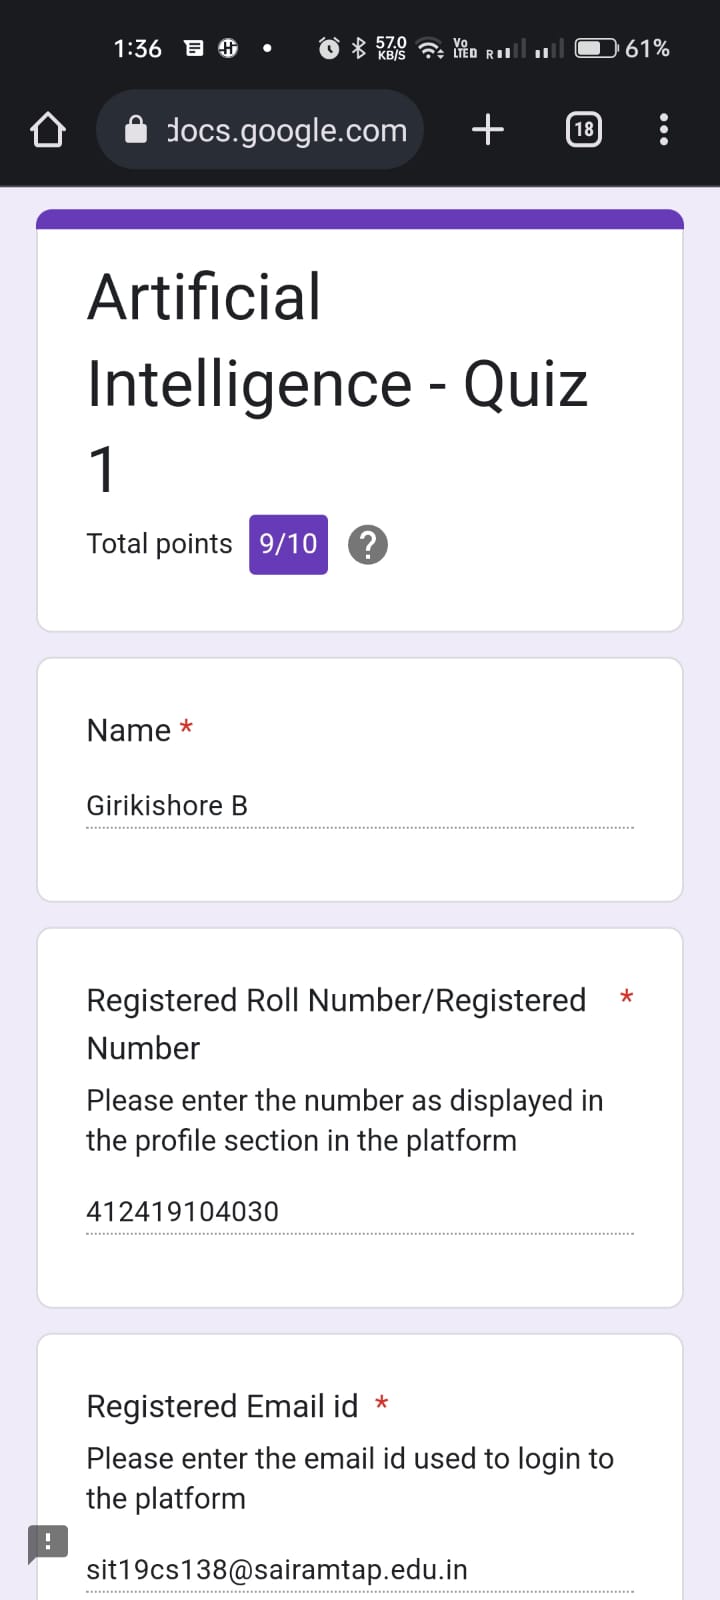 1:36 57.0 KB/S Vo LTED R 61%
docs.google.com 18
Artificial
Intelligence - Quiz
1
Total points 9/10 ?
Name *
Girikishore B
Registered Roll Number/Registered *
Number
Please enter the number as displayed in
the profile section in the platform
412419104030
Registered Email id *
Please enter the email id used to login to
the platform
sit19cs138@sairamtap.edu.in